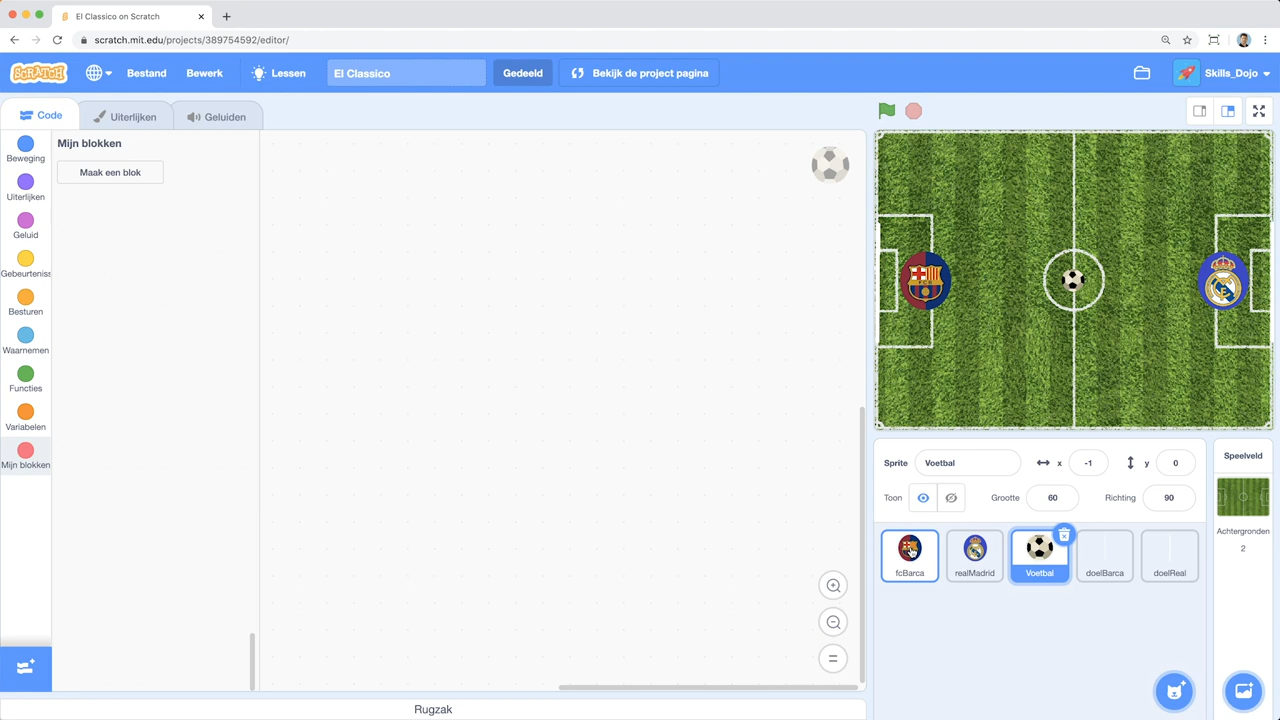 El Classico on Scratch
scratch.mit.edu/projects/389754592/editor/
SCRATCH
Bestand
Bewerk
Lessen
El Classico
Gedeeld
Bekijk de project pagina
Skills_Dojo
Code
Uiterlijken
Geluiden
Beweging
Uiterlijken
Geluid
Gebeurteniss
Besturen
Waarnemen
Functies
Variabelen
Mijn blokken
Mijn blokken
Maak een blok
FCB
Sprite
Voetbal
x
-1
y
0
Toon
Grootte
60
Richting
90
fcBarca
realMadrid
Voetbal
doelBarca
doelReal
Speelveld
Achtergronden
2
Rugzak